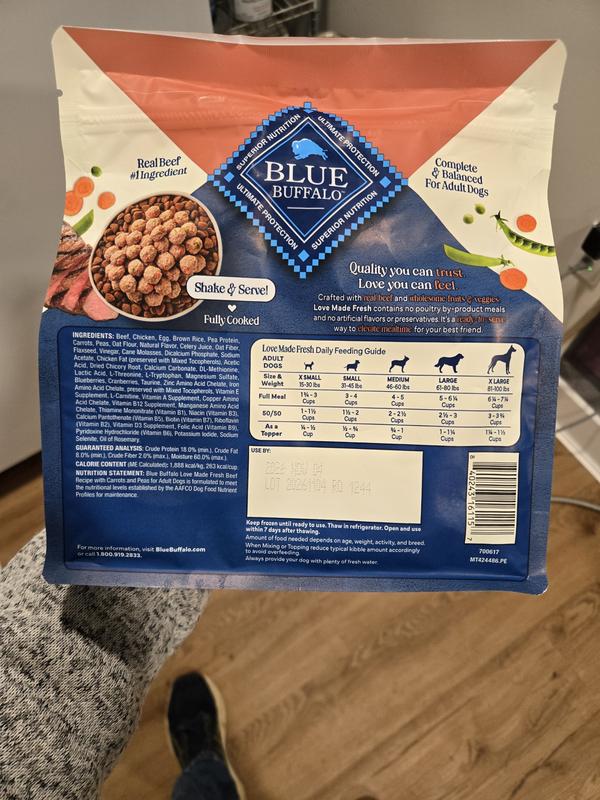 Real Beef
#1 Ingredient
SUPERIOR NUTRITION
ULTIMATE PROTECTION
BLUE
BUFFALO
ULTIMATE PROTECTION
SUPERIOR NUTRITION
Complete
& Balanced
For Adult Dogs
Shake & Serve!
Fully Cooked
Quality you can trust.
Love you can feel.
Crafted with real beef and wholesome fruits & veggies
Love Made Fresh contains no poultry by-product meals
and no artificial flavors or preservatives. It's a ready-to-serve
way to elevate mealtime for your best friend.
INGREDIENTS: Beef, Chicken, Egg, Brown Rice, Pea Protein,
Carrots, Peas, Oat Flour, Natural Flavor, Celery Juice, Oat Fiber,
Flaxseed, Vinegar, Cane Molasses, Dicalcium Phosphate, Sodium
Acetate, Chicken Fat (preserved with Mixed Tocopherols), Acetic
Acid, Dried Chicory Root, Calcium Carbonate, DL-Methionine,
Lactic Acid, L-Threonine, L-Tryptophan, Magnesium Sulfate,
Blueberries, Cranberries, Taurine, Zinc Amino Acid Chelate, Iron
Amino Acid Chelate, preserved with Mixed Tocopherols, Vitamin E
Supplement, L-Carnitine, Vitamin A Supplement, Copper Amino
Acid Chelate, Vitamin B12 Supplement, Manganese Amino Acid
Chelate, Thiamine Mononitrate (Vitamin B1), Niacin (Vitamin B3),
Calcium Pantothenate (Vitamin B5), Biotin (Vitamin B7), Riboflavin
(Vitamin B2), Vitamin D3 Supplement, Folic Acid (Vitamin B9),
Pyridoxine Hydrochloride (Vitamin B6), Potassium Iodide, Sodium
Selenite, Oil of Rosemary.
GUARANTEED ANALYSIS: Crude Protein 18.0% (min.), Crude Fat
8.0% (min.), Crude Fiber 2.0% (max.), Moisture 60.0% (max.).
CALORIE CONTENT (ME Calculated): 1,888 kcal/kg, 263 kcal/cup
NUTRITION STATEMENT: Blue Buffalo Love Made Fresh Beef
Recipe with Carrots and Peas for Adult Dogs is formulated to meet
the nutritional levels established by the AAFCO Dog Food Nutrient
Profiles for maintenance.
For more information, visit BlueBuffalo.com
or call 1.800.919.2833.
Love Made Fresh Daily Feeding Guide
ADULT DOGS
Size & Weight X SMALL 15-30 lbs SMALL 31-45 lbs MEDIUM 46-60 lbs LARGE 61-80 lbs X LARGE 81-100 lbs
Full Meal 1¾ - 3 Cups 3 - 4 Cups 4 - 5 Cups 5 - 6¼ Cups 6¼ - 7¼ Cups
50/50 1 - 1½ Cups 1½ - 2 Cups 2 - 2½ Cups 2½ - 3 Cups 3 - 3¾ Cups
As a Topper ¼ - ½ Cup ½ - ¾ Cup ¾ - 1 Cup 1 - 1¼ Cups 1¼ - 1½ Cups
USE BY:
2026 NOV 04
LOT 20261104 RO 1244
Keep frozen until ready to use. Thaw in refrigerator. Open and use
within 7 days after thawing.
Amount of food needed depends on age, weight, activity, and breed.
When Mixing or Topping reduce typical kibble amount accordingly
to avoid overfeeding.
Always provide your dog with plenty of fresh water.
8 40243 16115 7
700617
MT424486.PE